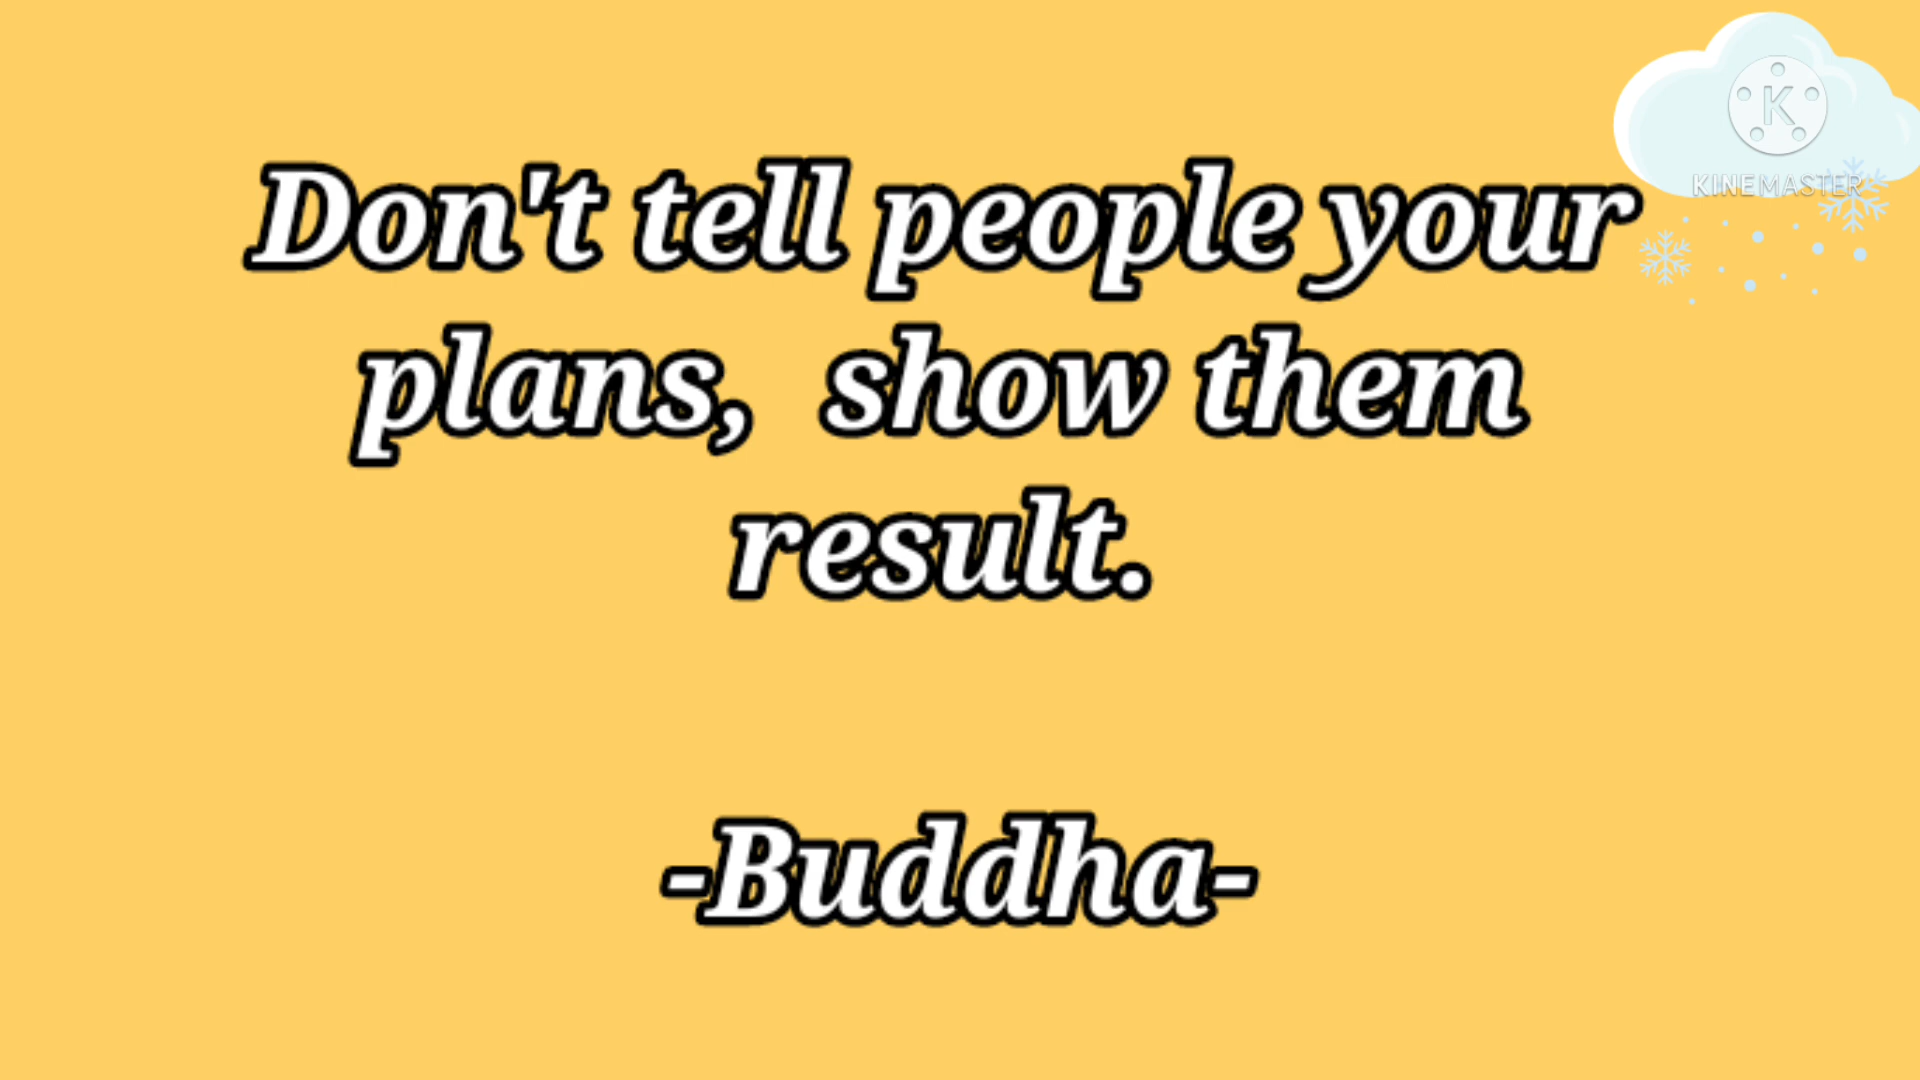 K
KINEMASTER
Don't tell people your
plans,  show them
result.
-Buddha-